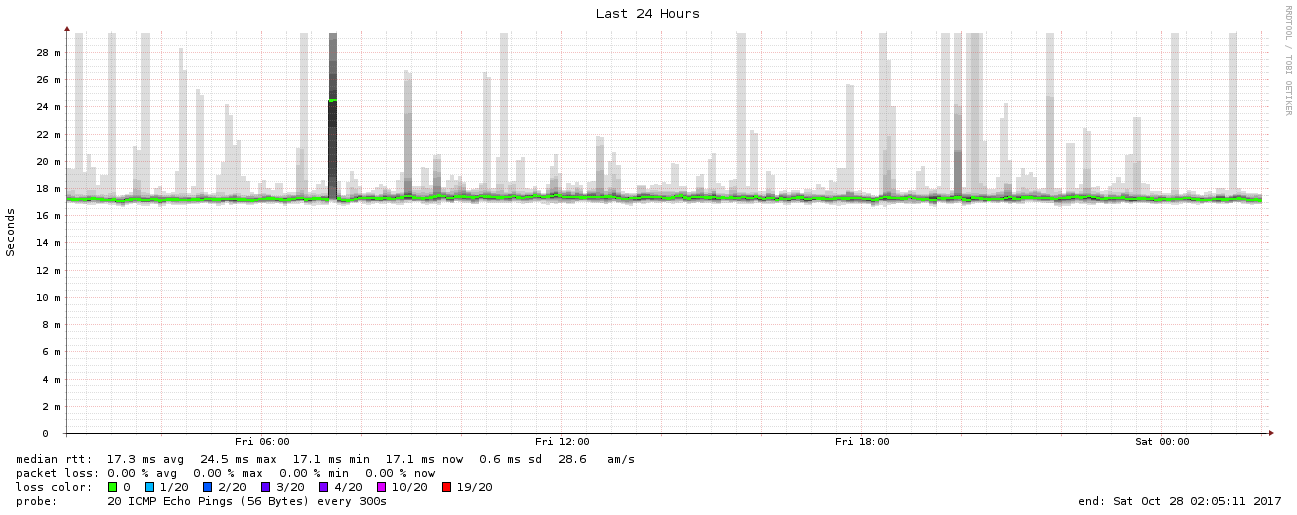 Last 24 Hours
RRDTOOL / TOBI OETIKER
Seconds
28 m
26 m
24 m
22 m
20 m
18 m
16 m
14 m
12 m
10 m
8 m
6 m
4 m
2 m
0
Fri 06:00 Fri 12:00 Fri 18:00 Sat 00:00
median rtt: 17.3 ms avg 24.5 ms max 17.1 ms min 17.1 ms now 0.6 ms sd 28.6 am/s
packet loss: 0.00 % avg 0.00 % max 0.00 % min 0.00 % now
loss color: 0 1/20 2/20 3/20 4/20 10/20 19/20
probe: 20 ICMP Echo Pings (56 Bytes) every 300s end: Sat Oct 28 02:05:11 2017